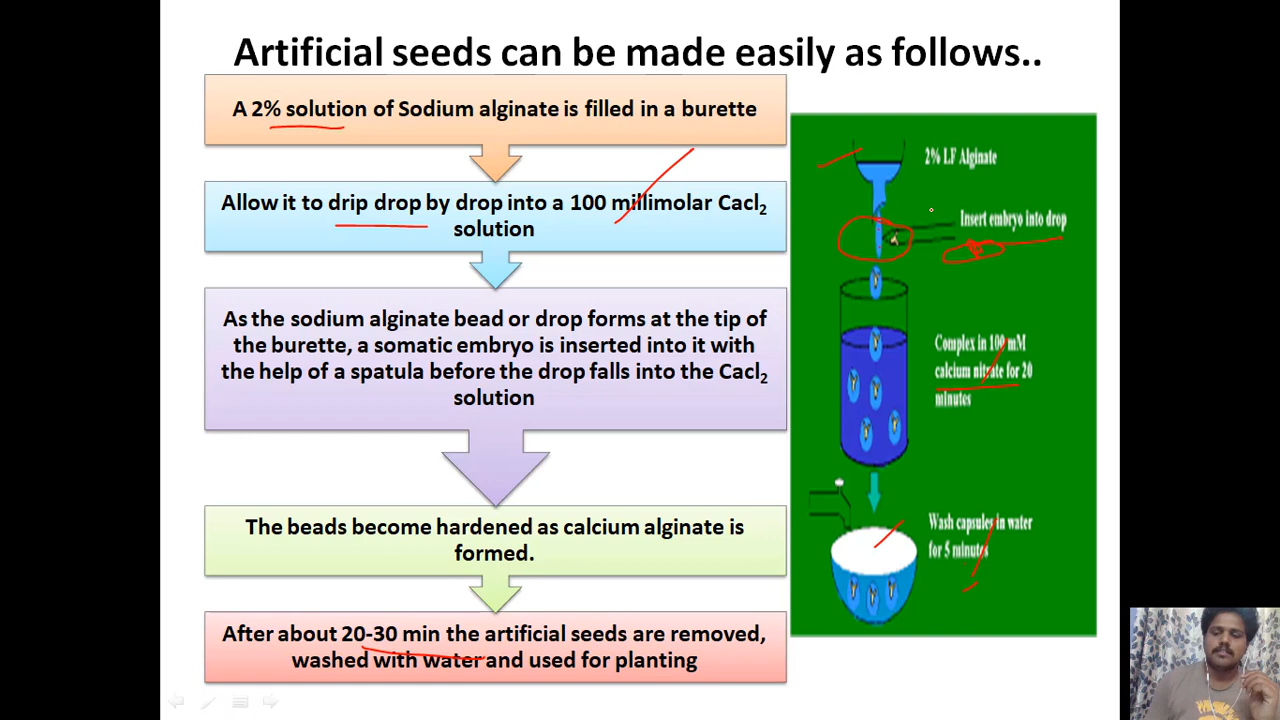 Artificial seeds can be made easily as follows..
A 2% solution of Sodium alginate is filled in a burette
Allow it to drip drop by drop into a 100 millimolar Cacl₂
solution
As the sodium alginate bead or drop forms at the tip of
the burette, a somatic embryo is inserted into it with
the help of a spatula before the drop falls into the Cacl₂
solution
The beads become hardened as calcium alginate is
formed.
After about 20-30 min the artificial seeds are removed,
washed with water and used for planting
2% LF Alginate
Insert embryo into drop
Complex in 100 mM
calcium nitrate for 20
minutes
Wash capsules in water
for 5 minutes